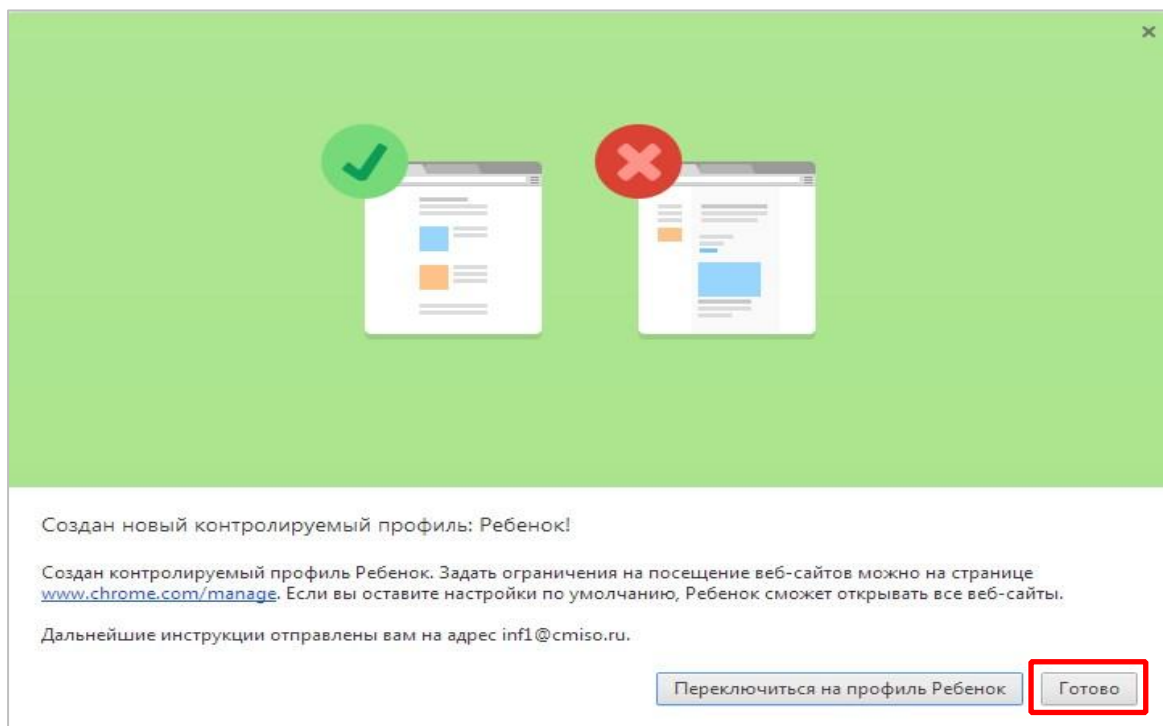 Создан новый контролируемый профиль: Ребенок!
Создан контролируемый профиль Ребенок. Задать ограничения на посещение веб-сайтов можно на странице
www.chrome.com/manage. Если вы оставите настройки по умолчанию, Ребенок сможет открывать все веб-сайты.
Дальнейшие инструкции отправлены вам на адрес inf1@cmiso.ru.
Переключиться на профиль Ребенок Готово